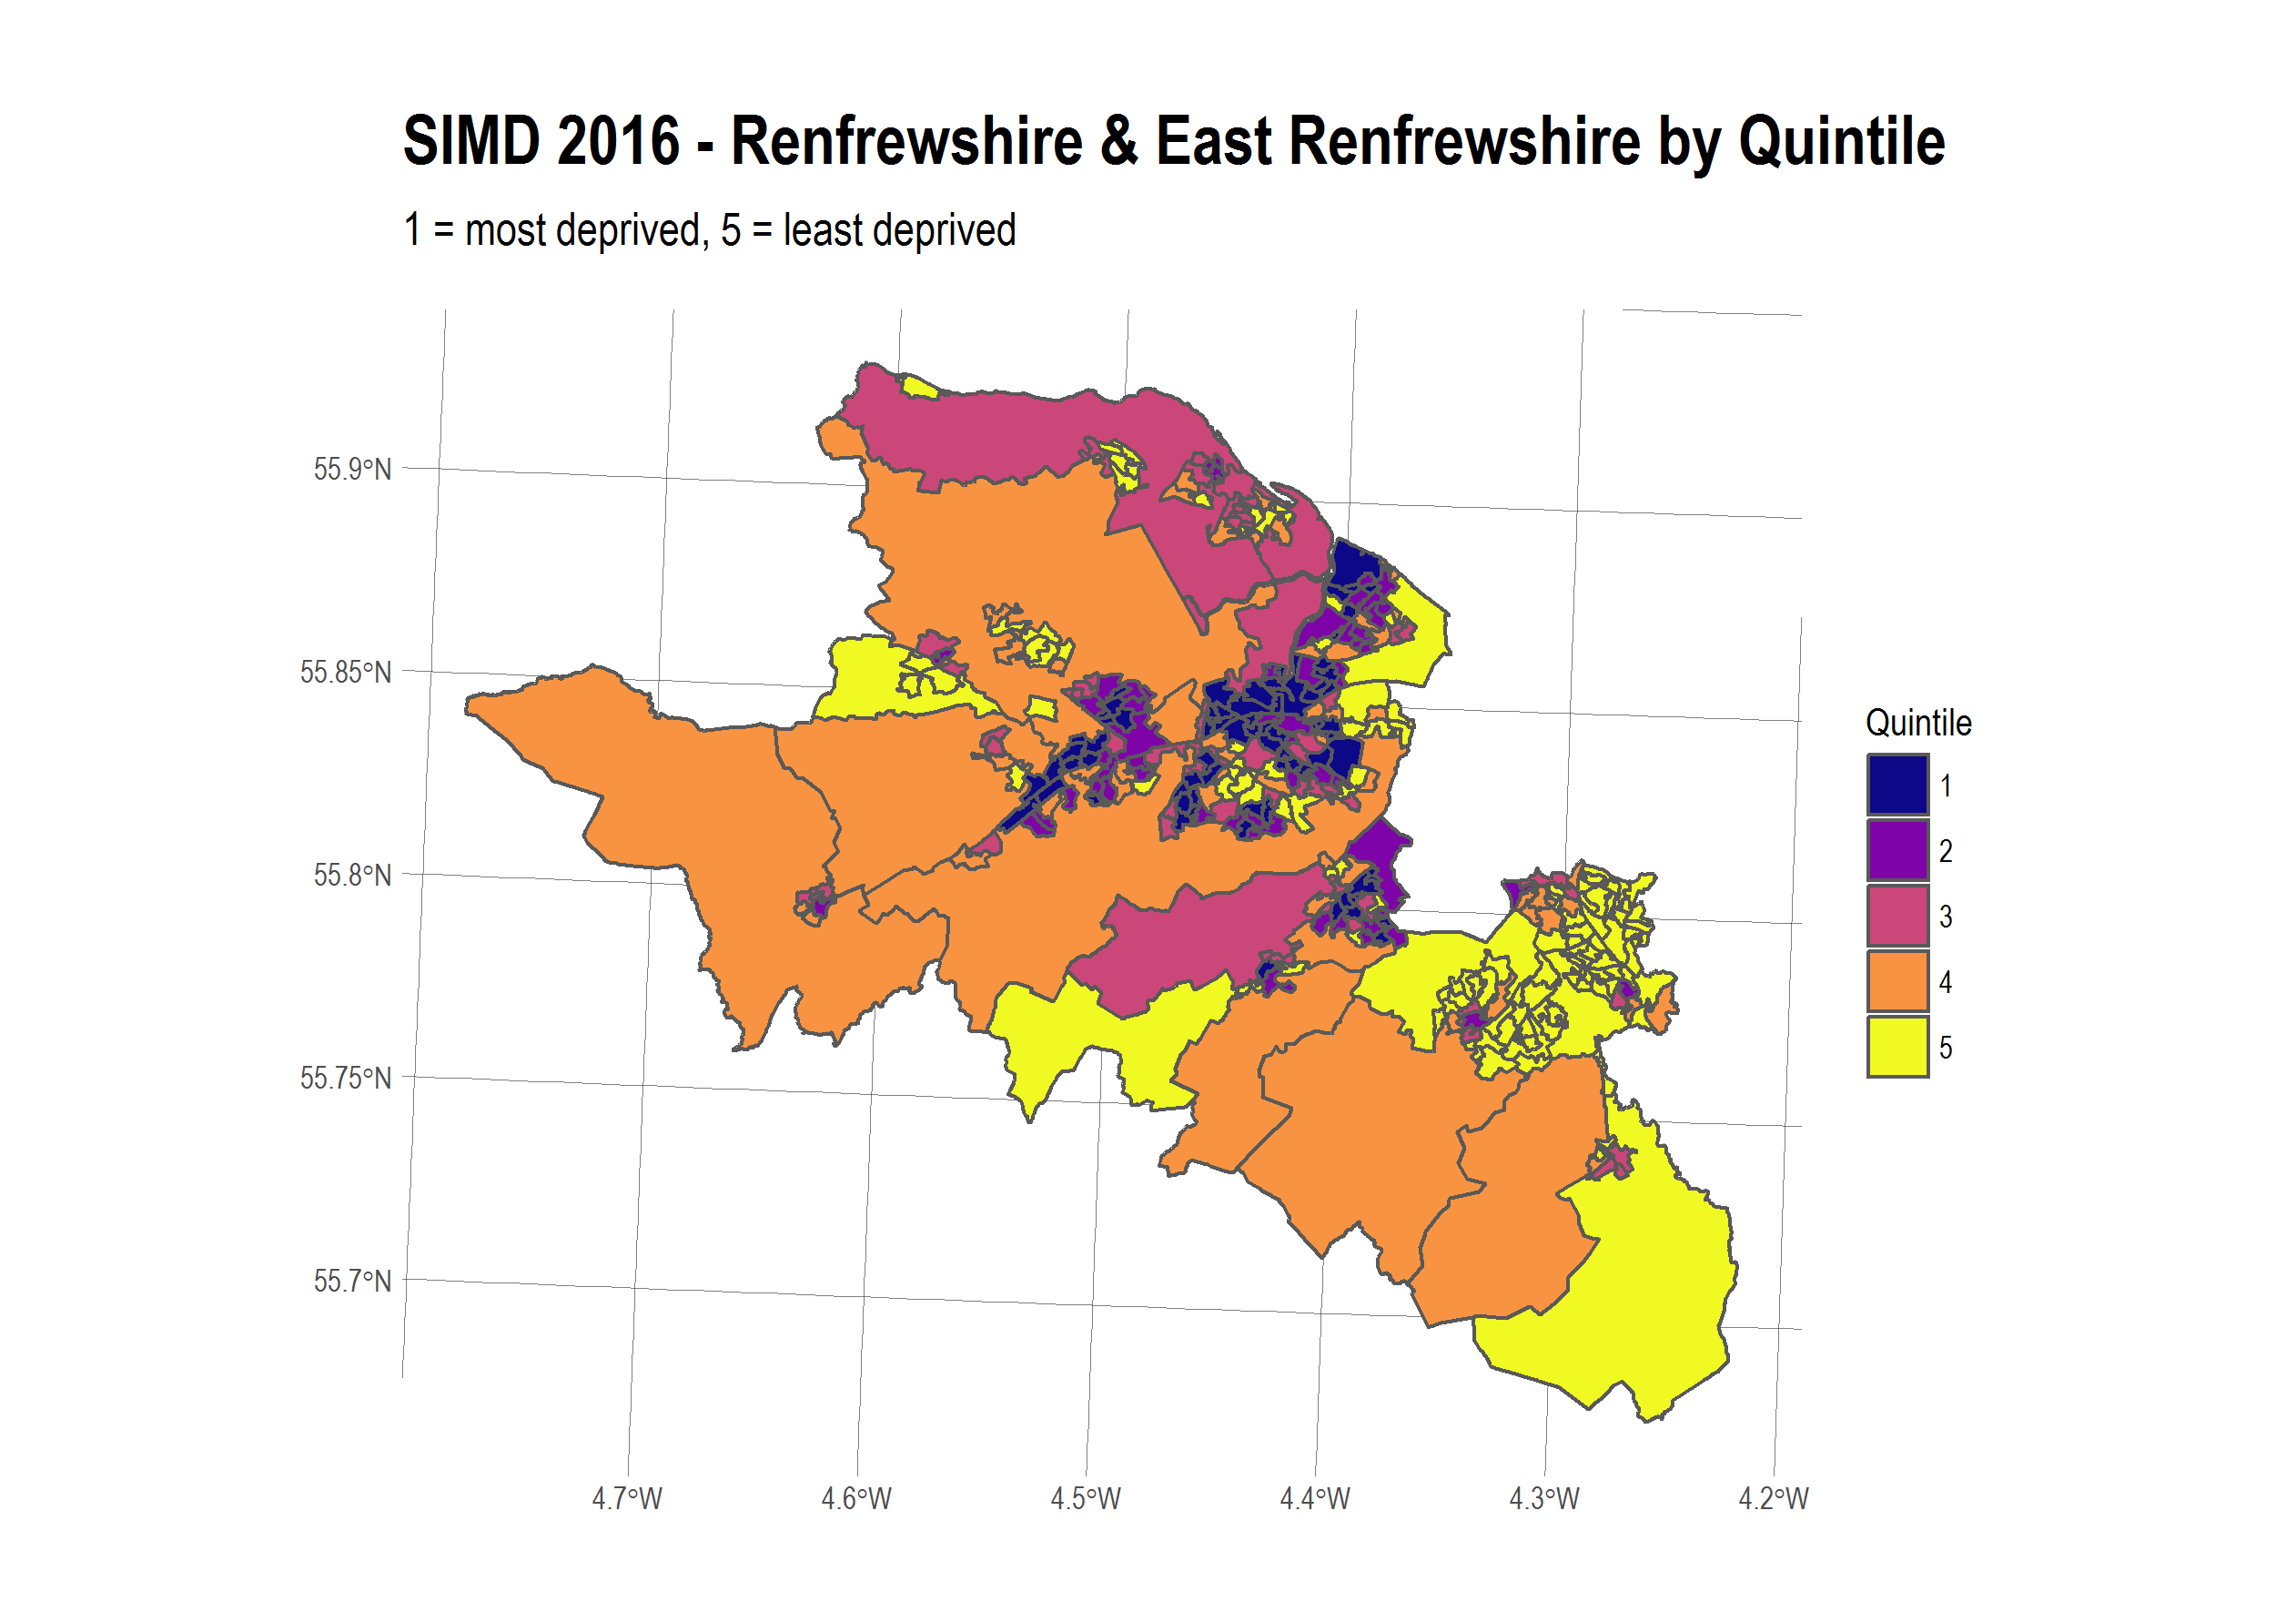 SIMD 2016 - Renfrewshire & East Renfrewshire by Quintile
1 = most deprived, 5 = least deprived
55.9°N
55.85°N
55.8°N
55.75°N
55.7°N
4.7°W
4.6°W
4.5°W
4.4°W
4.3°W
4.2°W
Quintile
1
2
3
4
5